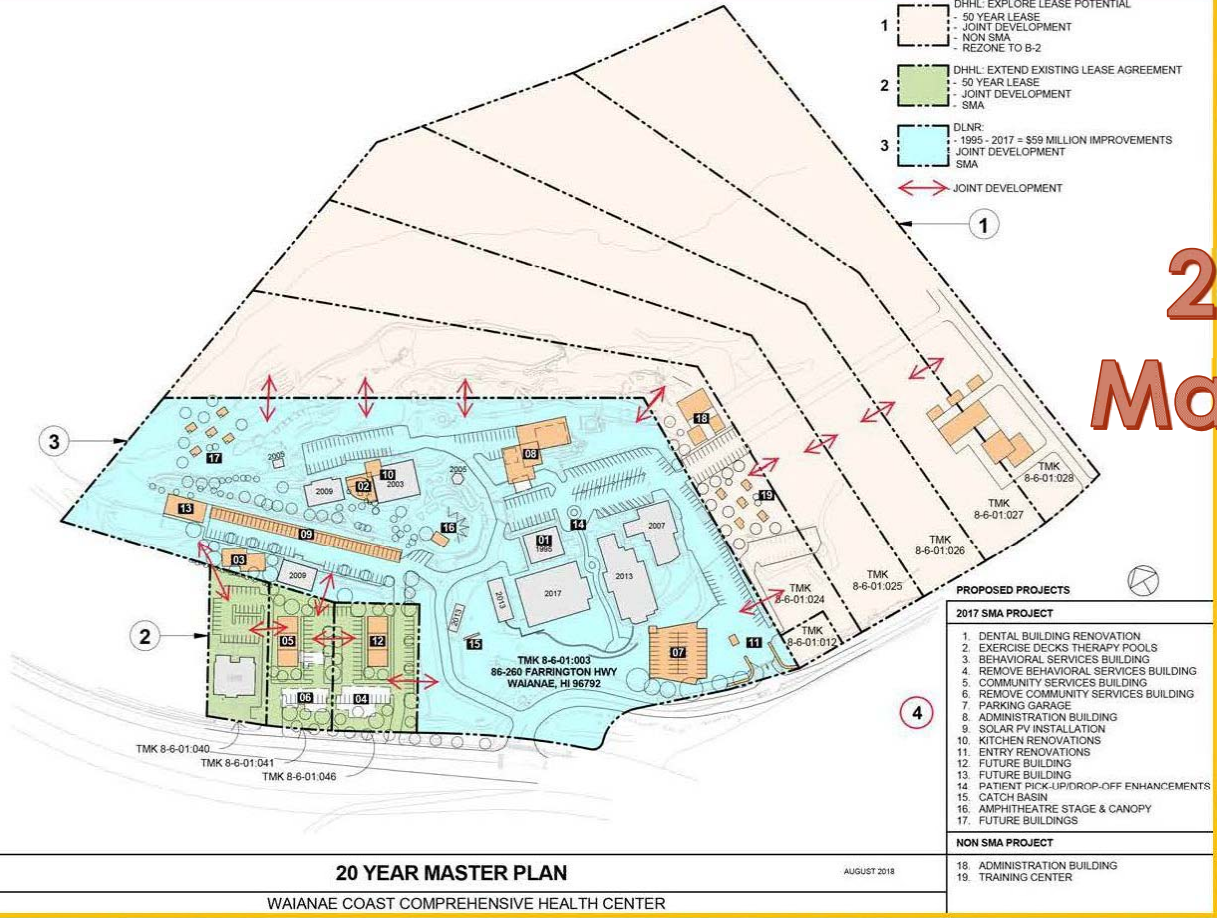 1
DHHL: EXPLORE LEASE POTENTIAL
- 50 YEAR LEASE
- JOINT DEVELOPMENT
- NON SMA
- REZONE TO B-2
2
DHHL: EXTEND EXISTING LEASE AGREEMENT
- 50 YEAR LEASE
- JOINT DEVELOPMENT
- SMA
3
DLNR:
- 1995 - 2017 = $59 MILLION IMPROVEMENTS
JOINT DEVELOPMENT
SMA
JOINT DEVELOPMENT
1
2
Ma
3
17
2005
08
18
10
02
2003
2009
2005
13
09
16
14
19
01
1995
2007
03
2009
2013
2017
2013
2013
TMK
8-6-01:028
TMK
8-6-01:027
TMK
8-6-01:026
TMK
8-6-01:025
TMK
8-6-01:024
TMK
8-6-01:012
2
05
12
15
11
07
06
04
TMK 8-6-01:003
86-260 FARRINGTON HWY
WAIANAE, HI 96792
4
TMK 8-6-01:040
TMK 8-6-01:041
TMK 8-6-01:046
PROPOSED PROJECTS
2017 SMA PROJECT
1. DENTAL BUILDING RENOVATION
2. EXERCISE DECKS THERAPY POOLS
3. BEHAVIORAL SERVICES BUILDING
4. REMOVE BEHAVIORAL SERVICES BUILDING
5. COMMUNITY SERVICES BUILDING
6. REMOVE COMMUNITY SERVICES BUILDING
7. PARKING GARAGE
8. ADMINISTRATION BUILDING
9. SOLAR PV INSTALLATION
10. KITCHEN RENOVATIONS
11. ENTRY RENOVATIONS
12. FUTURE BUILDING
13. FUTURE BUILDING
14. PATIENT PICK-UP/DROP-OFF ENHANCEMENTS
15. CATCH BASIN
16. AMPHITHEATRE STAGE & CANOPY
17. FUTURE BUILDINGS
NON SMA PROJECT
18. ADMINISTRATION BUILDING
19. TRAINING CENTER
20 YEAR MASTER PLAN
AUGUST 2018
WAIANAE COAST COMPREHENSIVE HEALTH CENTER